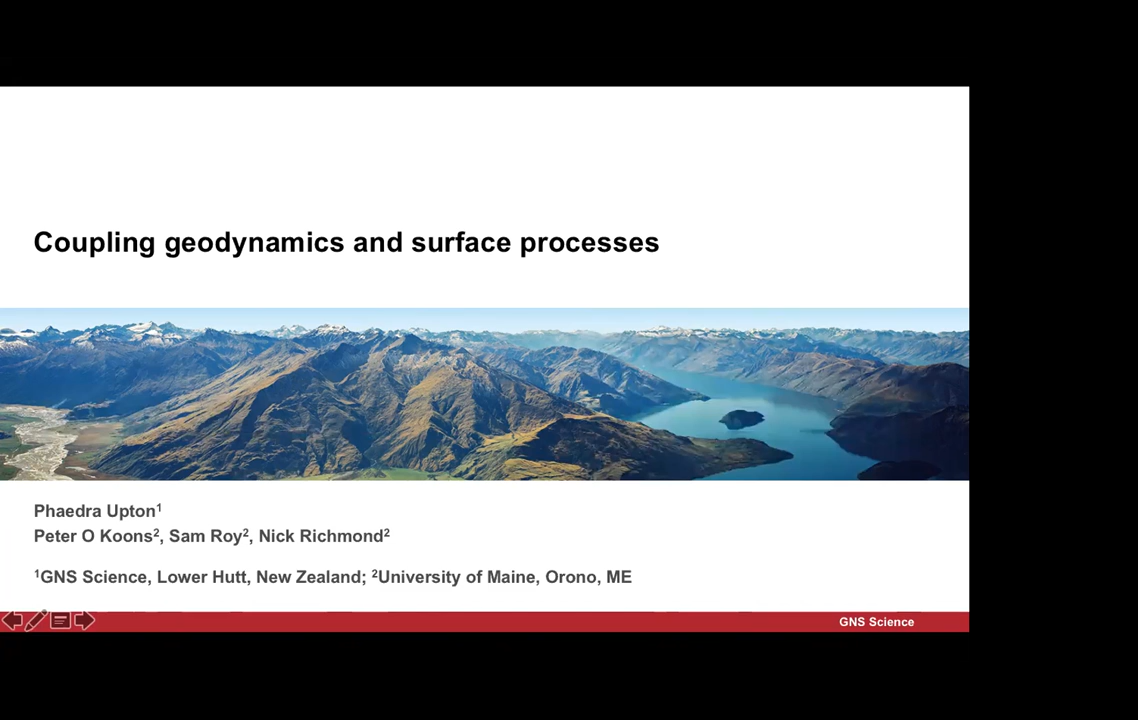 Coupling geodynamics and surface processes
Phaedra Upton¹
Peter O Koons², Sam Roy², Nick Richmond²
¹GNS Science, Lower Hutt, New Zealand; ²University of Maine, Orono, ME
GNS Science